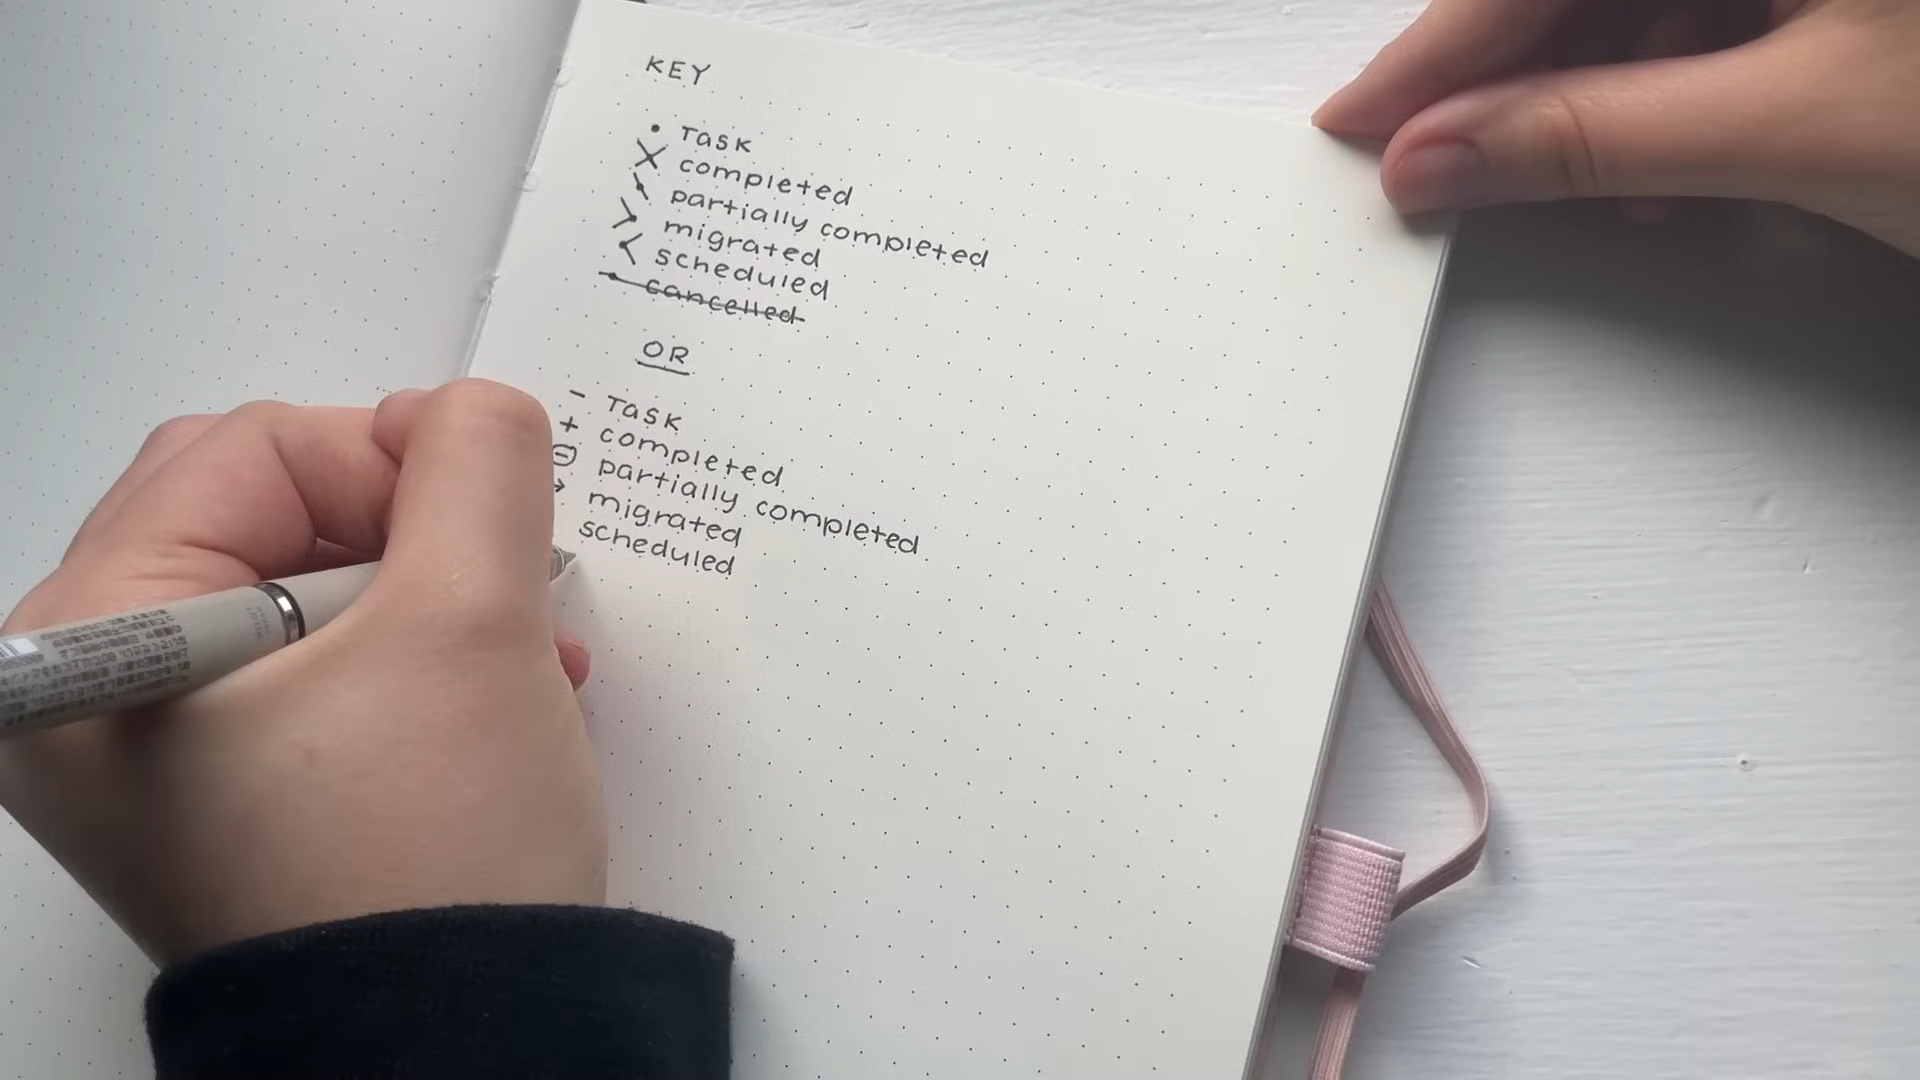 KEY
• Task
× completed
\ partially completed
> migrated
< scheduled
- cancelled
OR
- Task
+ completed
⊖ partially completed
→ migrated
scheduled